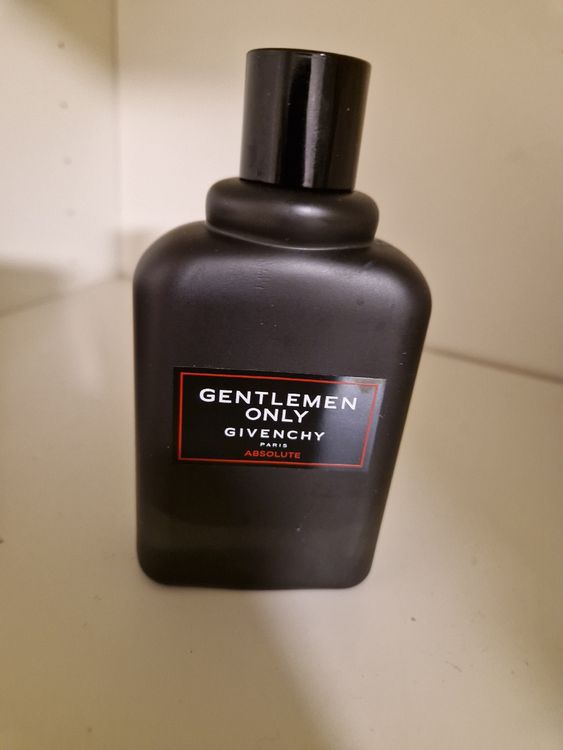 GENTLEMEN
ONLY
GIVENCHY
PARIS
ABSOLUTE